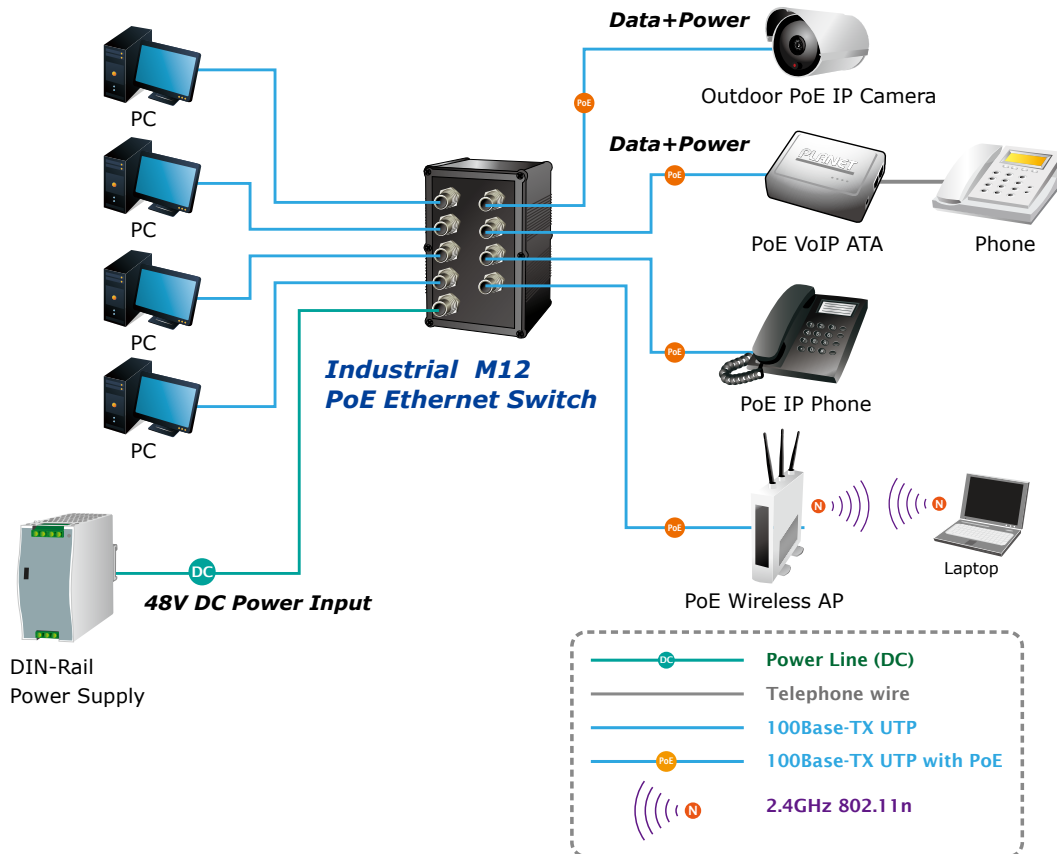 Data+Power
PoE
Outdoor PoE IP Camera
PC
Data+Power
PLANET
PoE
PoE VoIP ATA
Phone
PC
PC
PoE
PoE IP Phone
Industrial M12
PoE Ethernet Switch
PC
PoE
N
N
PoE Wireless AP
Laptop
DC
48V DC Power Input
DIN-Rail
Power Supply
DC Power Line (DC)
Telephone wire
100Base-TX UTP
PoE 100Base-TX UTP with PoE
N 2.4GHz 802.11n